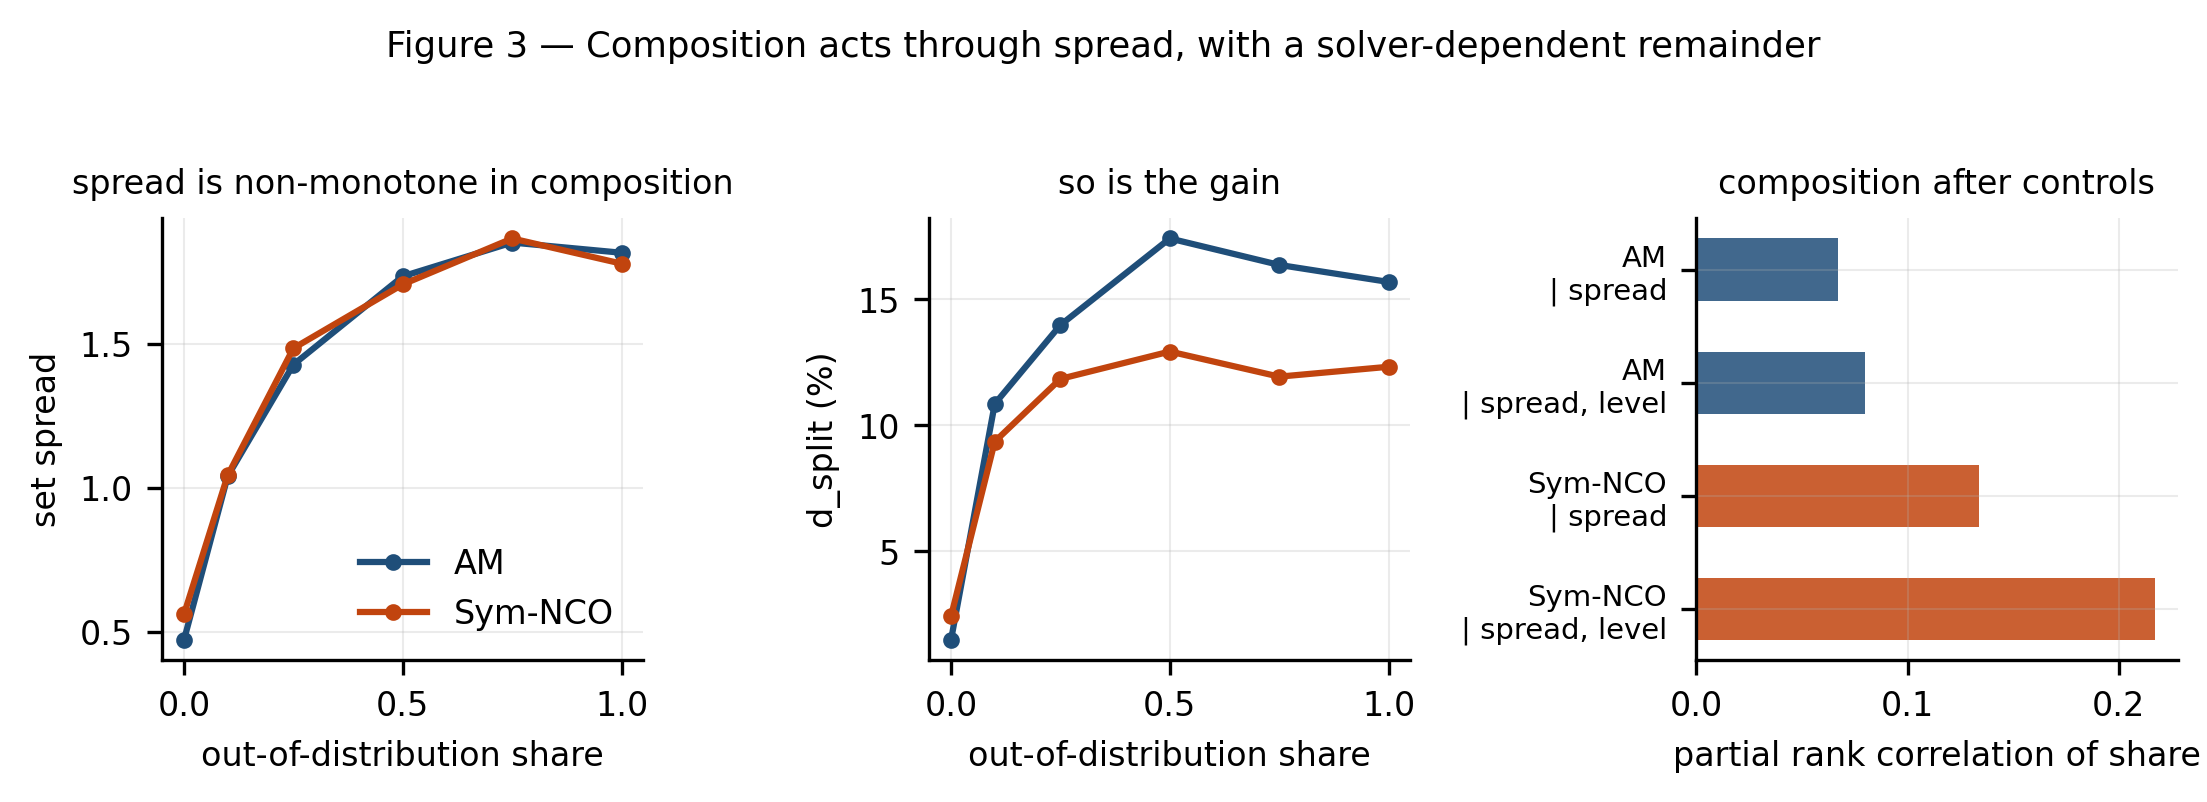 Figure 3 — Composition acts through spread, with a solver-dependent remainder
spread is non-monotone in composition
set spread
1.5
1.0
0.5
AM
Sym-NCO
0.0 0.5 1.0
out-of-distribution share
so is the gain
d_split (%)
15
10
5
0.0 0.5 1.0
out-of-distribution share
composition after controls
AM
| spread
AM
| spread, level
Sym-NCO
| spread
Sym-NCO
| spread, level
0.0 0.1 0.2
partial rank correlation of share